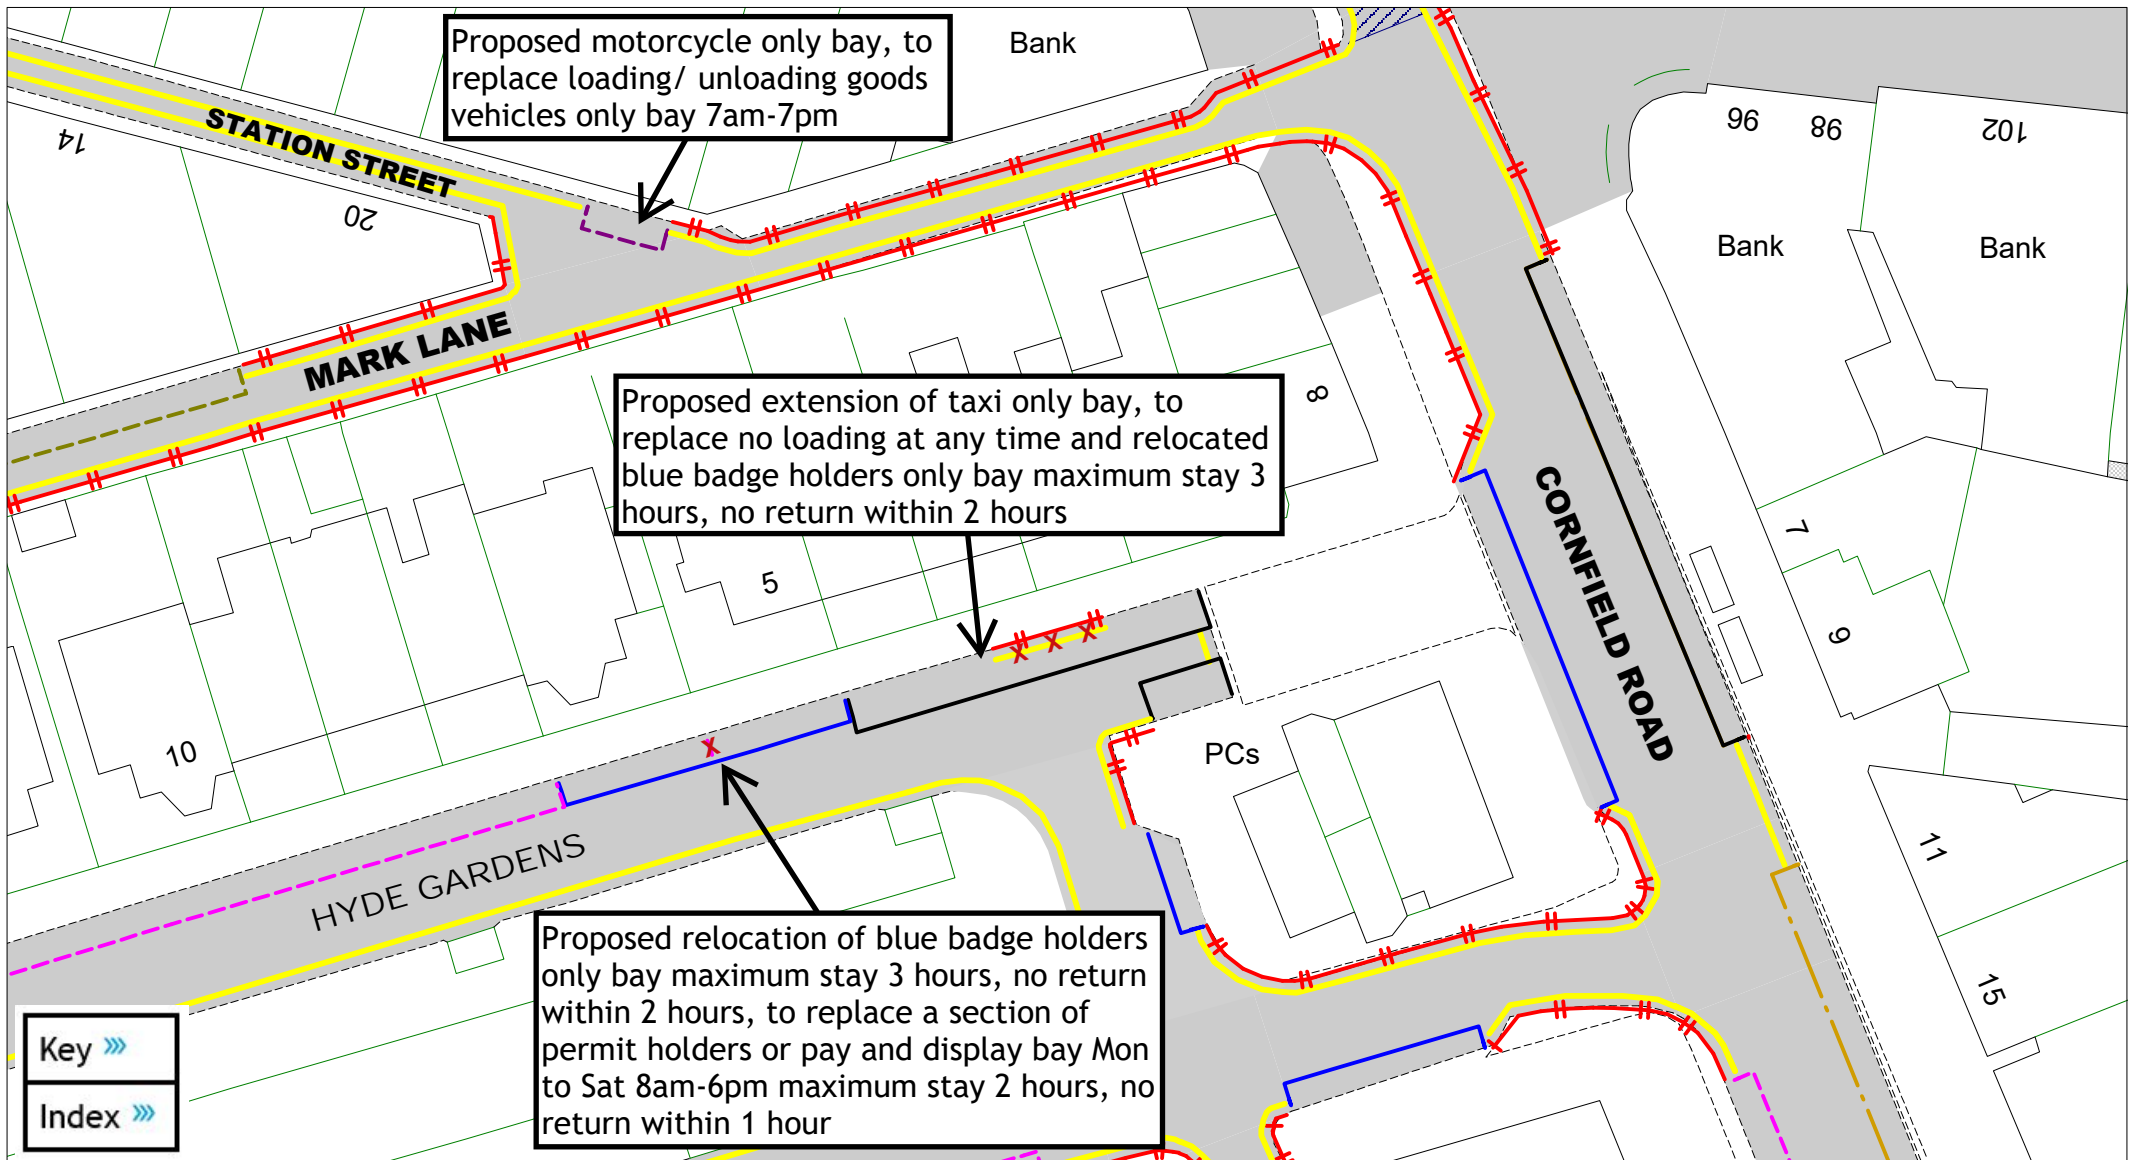 Proposed motorcycle only bay, to
replace loading/ unloading goods
vehicles only bay 7am-7pm
Bank
STATION STREET
14
20
96
98
102
Bank
Bank
MARK LANE
Proposed extension of taxi only bay, to
replace no loading at any time and relocated
blue badge holders only bay maximum stay 3
hours, no return within 2 hours
8
CORNFIELD ROAD
7
5
9
X X X
10
X
PCs
HYDE GARDENS
11
15
Proposed relocation of blue badge holders
only bay maximum stay 3 hours, no return
within 2 hours, to replace a section of
permit holders or pay and display bay Mon
to Sat 8am-6pm maximum stay 2 hours, no
return within 1 hour
Key »»
Index »»